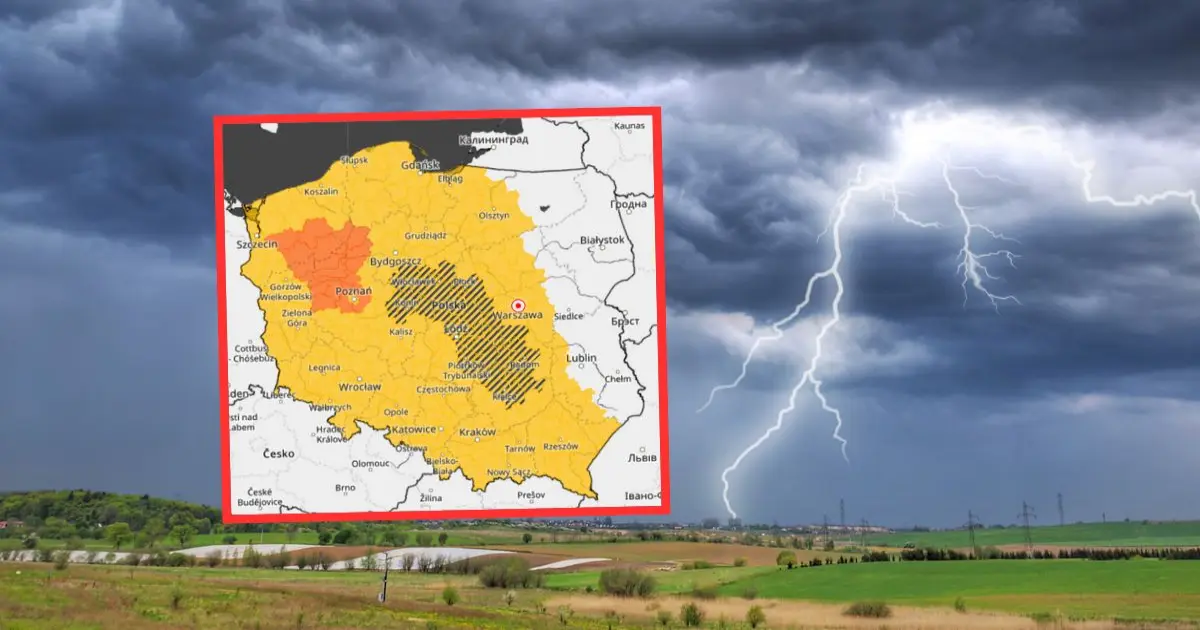 Kaunas
Калининград
Słupsk
Gdańsk
Elbląg
Koszalin
Гродна
Olsztyn
Grudziądz
Szczecin
Białystok
Bydgoszcz
Włocławek
Płock
Gorzów
Wielkopolski
Poznań
Konin
Polska
Warszawa
Siedlce
Брэст
Zielona
Góra
Kalisz
Łódź
Cottbus
- Chóśebuz
Lublin
Legnica
Piotrków
Trybunalski
Radom
Chełm
Wrocław
Częstochowa
Kielce
Liberec
Wałbrzych
Opole
Hradec
Králové
Katowice
Kraków
Česko
Ostrava
Tarnów
Rzeszów
Львів
Olomouc
Bielsko-
Biała
Nowy Sącz
Brno
České
Budějovice
Žilina
Prešov
Івано-